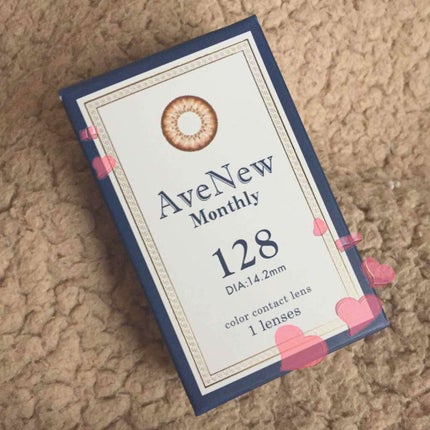 AveNew
Monthly
128
DIA:14.2mm
color contact lens
1 lenses